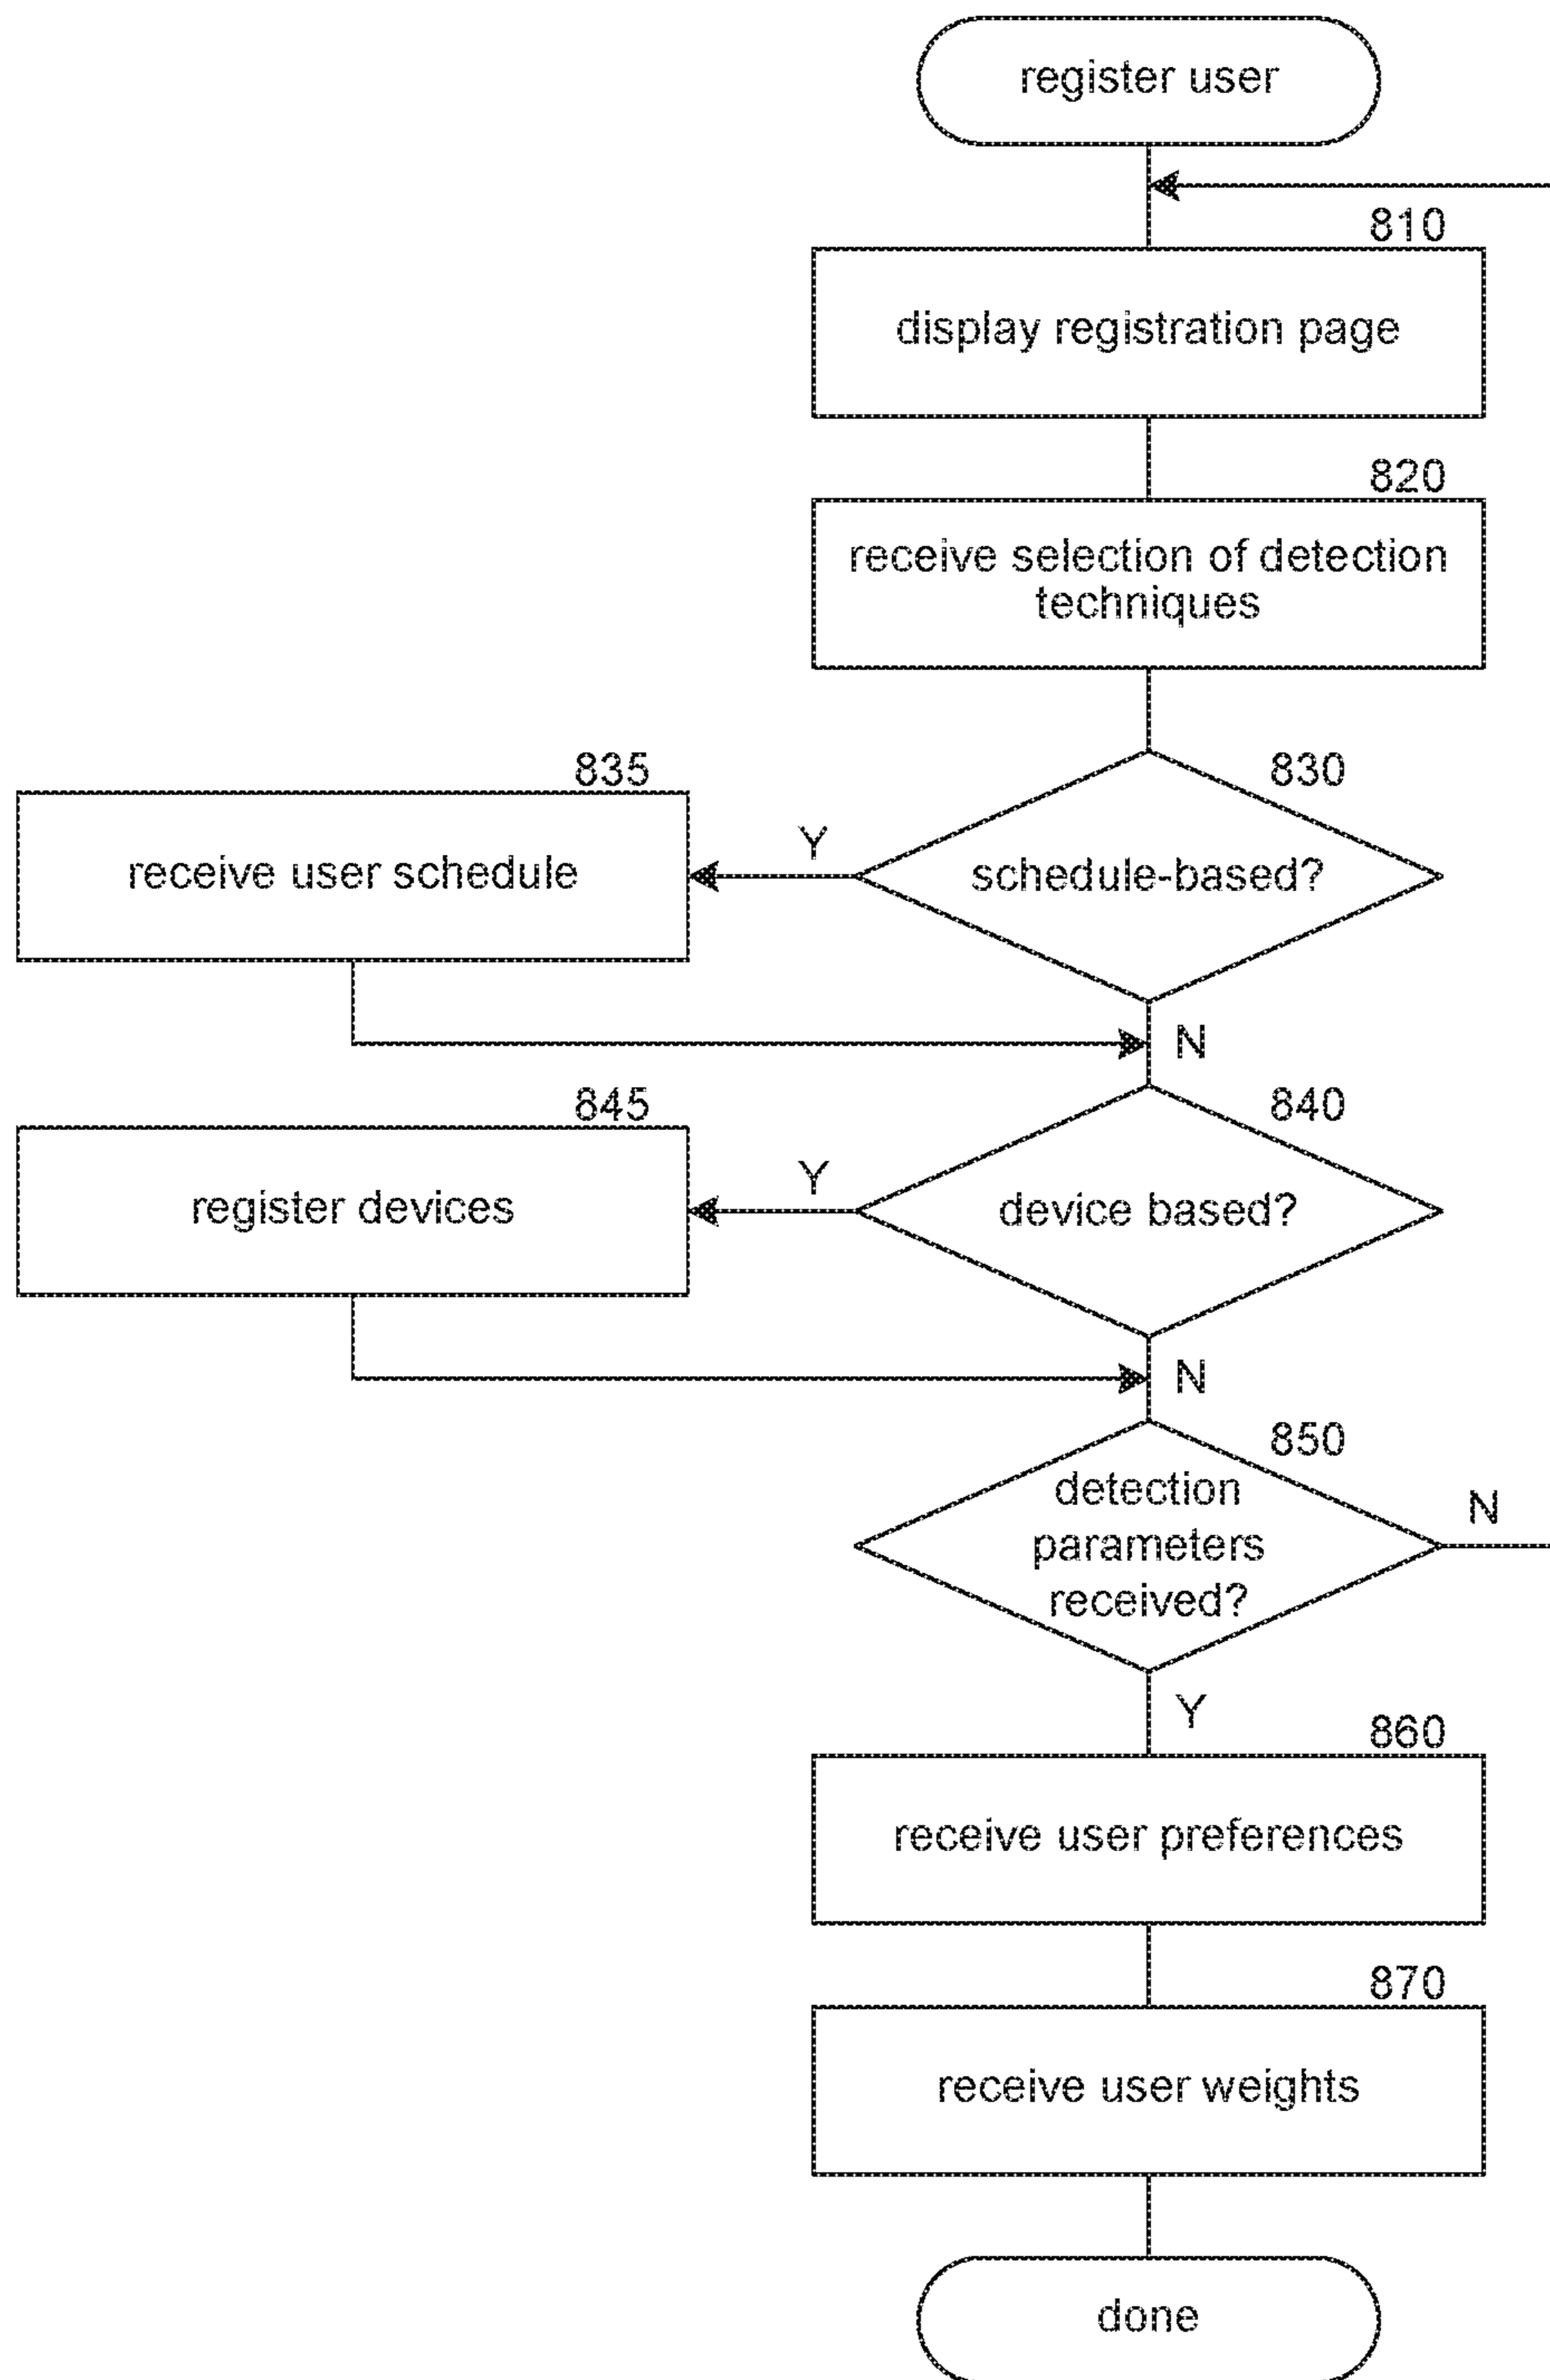 register user
810
display registration page
820
receive selection of detection
techniques
835
830
receive user schedule
Y
schedule-based?
N
845
840
register devices
Y
device based?
N
850
detection
parameters
received?
N
Y
860
receive user preferences
870
receive user weights
done